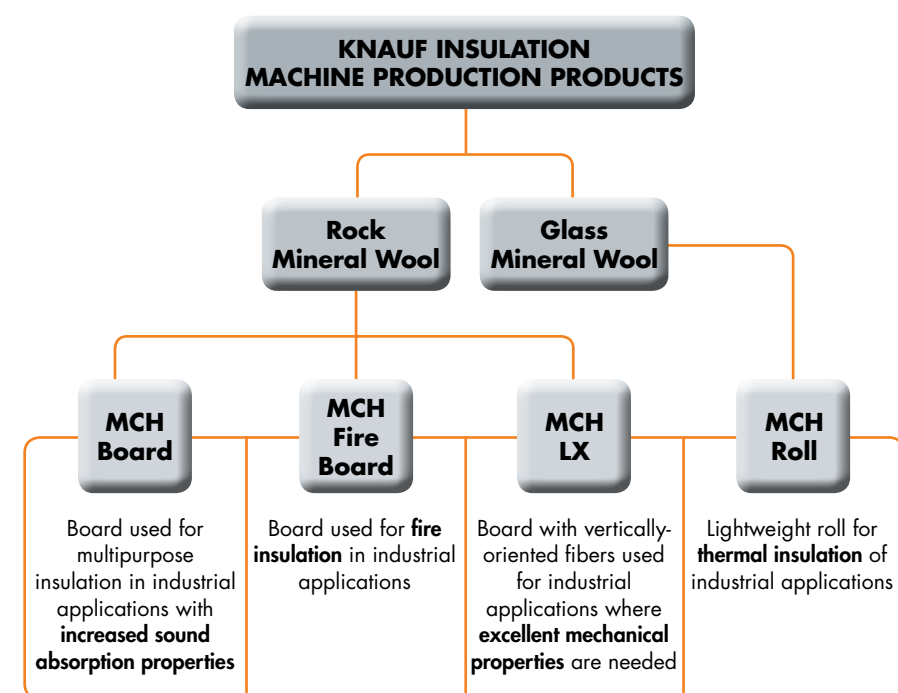 KNAUF INSULATION
MACHINE PRODUCTION PRODUCTS
Rock
Mineral Wool
Glass
Mineral Wool
MCH
Board
MCH
Fire
Board
MCH
LX
MCH
Roll
Board used for
multipurpose
insulation in industrial
applications with
increased sound
absorption properties
Board used for fire
insulation in industrial
applications
Board with vertically-
oriented fibers used
for industrial
applications where
excellent mechanical
properties are needed
Lightweight roll for
thermal insulation of
industrial applications